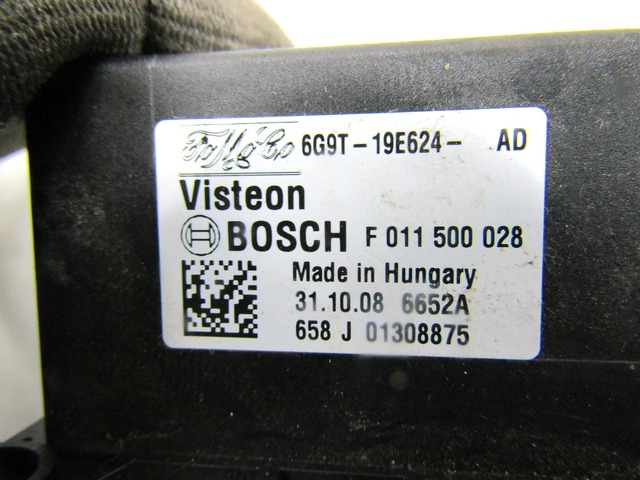 FoMoCo 6G9T-19E624- AD
Visteon
BOSCH F 011 500 028
Made in Hungary
31.10.08 6652A
658 J 01308875